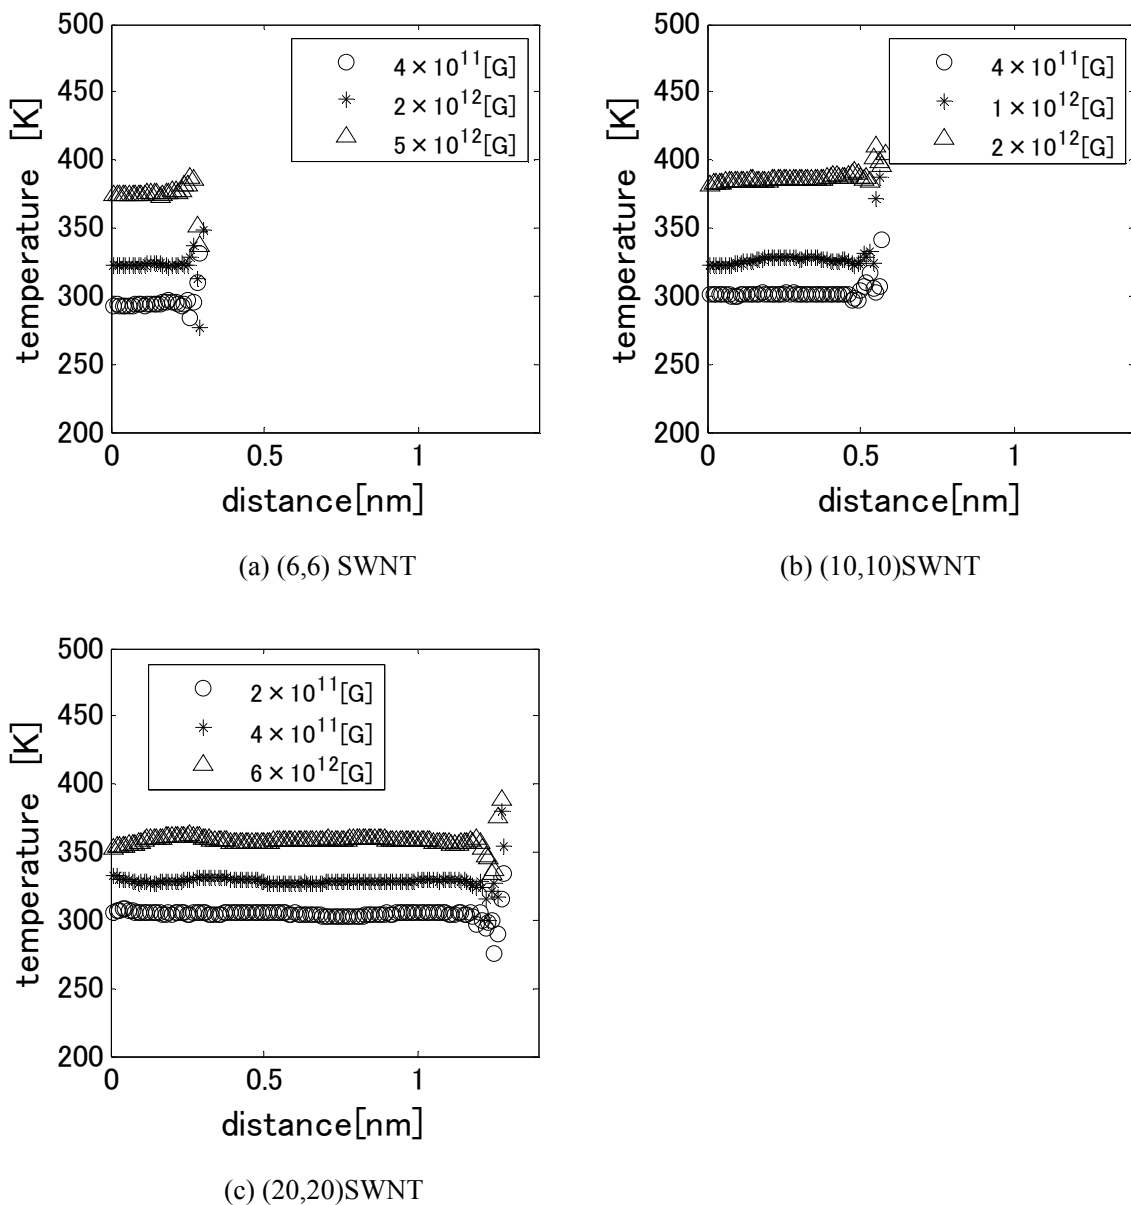 500
450
400
350
300
250
200
temperature [K]
4×10^11[G]
2×10^12[G]
5×10^12[G]
0 0.5 1
distance[nm]
(a) (6,6) SWNT
500
450
400
350
300
250
200
temperature [K]
4×10^11[G]
1×10^12[G]
2×10^12[G]
0 0.5 1
distance[nm]
(b) (10,10)SWNT
500
450
400
350
300
250
200
temperature [K]
2×10^11[G]
4×10^11[G]
6×10^12[G]
0 0.5 1
distance[nm]
(c) (20,20)SWNT